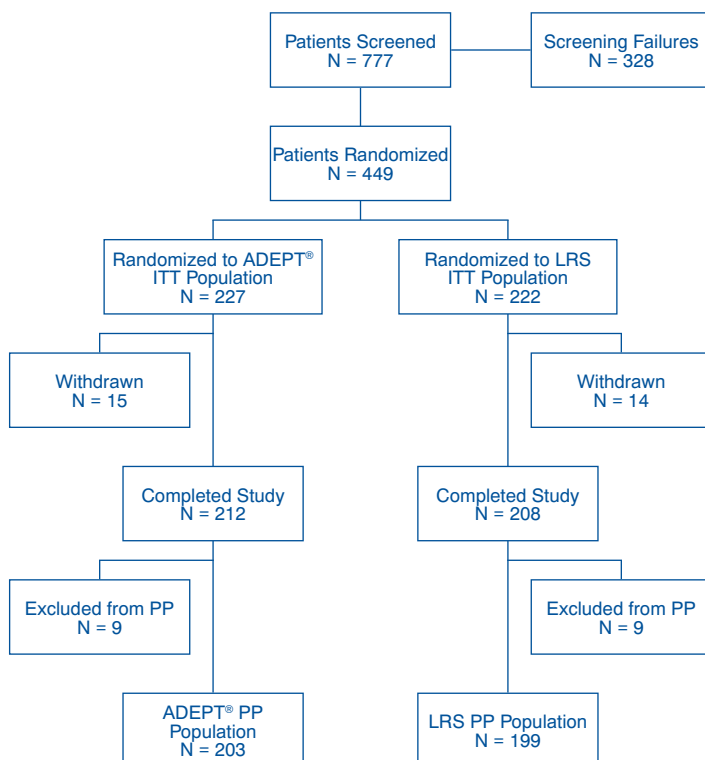 Patients Screened
N = 777
Screening Failures
N = 328
Patients Randomized
N = 449
Randomized to ADEPT®
ITT Population
N = 227
Randomized to LRS
ITT Population
N = 222
Withdrawn
N = 15
Withdrawn
N = 14
Completed Study
N = 212
Completed Study
N = 208
Excluded from PP
N = 9
Excluded from PP
N = 9
ADEPT® PP
Population
N = 203
LRS PP Population
N = 199